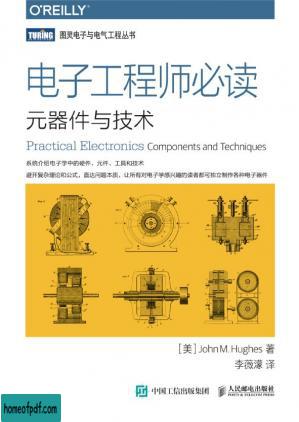 O'REILLY®
TURING 图灵电子与电气工程丛书
电子工程师必读
元器件与技术
Practical Electronics Components and Techniques
系统介绍电子学中的硬件、元件、工具和技术
避开复杂理论和公式，直达问题本质，让所有对电子学感兴趣的读者都可独立制作各种电子器件
[美] John M. Hughes 著
李薇濛 译
中国工信出版集团 人民邮电出版社
POSTS & TELECOM PRESS
homeofpdf.com